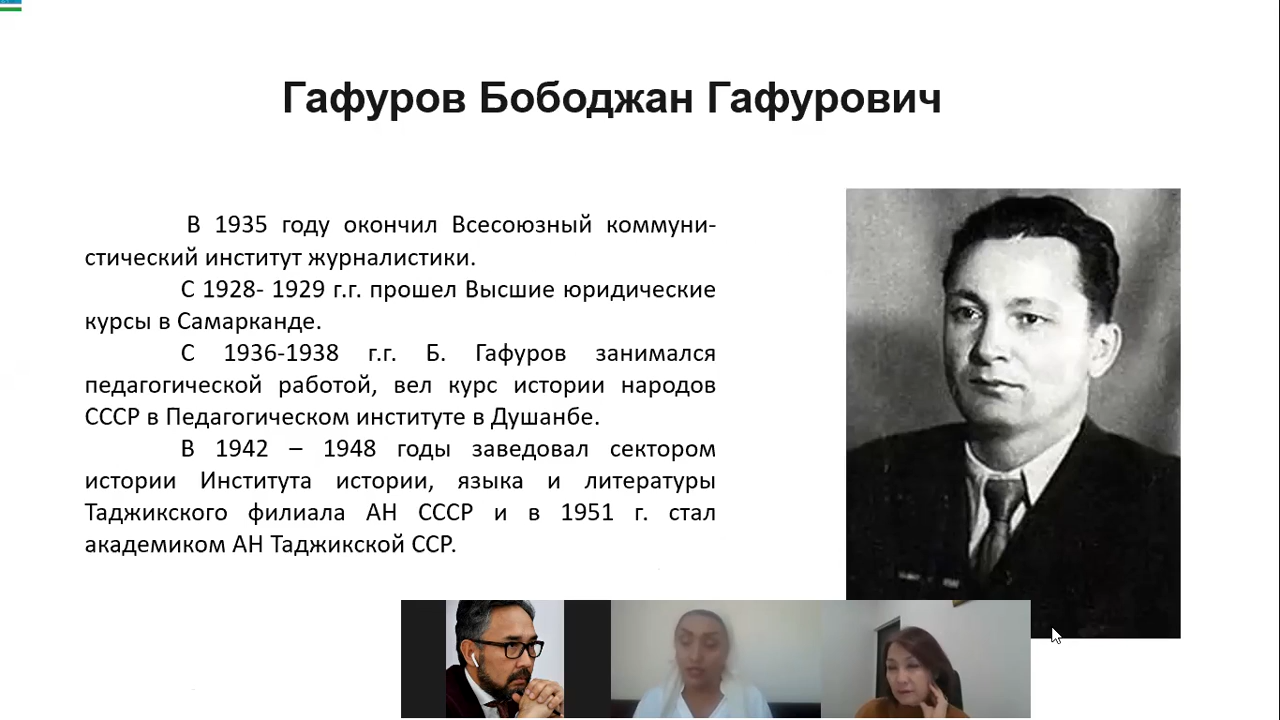 Гафуров Бободжан Гафурович
В 1935 году окончил Всесоюзный коммуни-
стический институт журналистики.
С 1928- 1929 г.г. прошел Высшие юридические
курсы в Самарканде.
С 1936-1938 г.г. Б. Гафуров занимался
педагогической работой, вел курс истории народов
СССР в Педагогическом институте в Душанбе.
В 1942 – 1948 годы заведовал сектором
истории Института истории, языка и литературы
Таджикского филиала АН СССР и в 1951 г. стал
академиком АН Таджикской ССР.